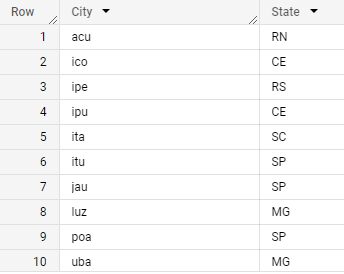 Row City State
1 acu RN
2 ico CE
3 ipe RS
4 ipu CE
5 ita SC
6 itu SP
7 jau SP
8 luz MG
9 poa SP
10 uba MG